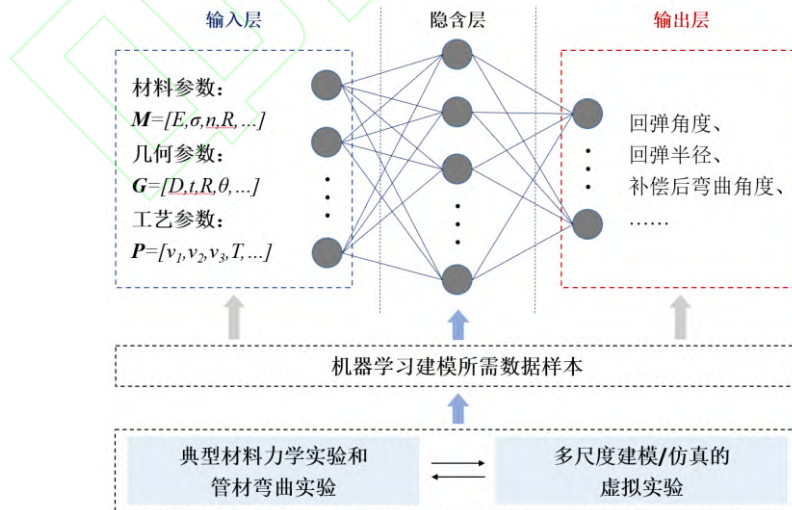 输入层
隐含层
输出层
材料参数：
M=[E,σ,n,R,...]
几何参数：
G=[D,t,R,θ,...]
工艺参数：
P=[v₁,v₂,v₃,T,...]
回弹角度、
回弹半径、
补偿后弯曲角度、
……
机器学习建模所需数据样本
典型材料力学实验和
管材弯曲实验
多尺度建模/仿真的
虚拟实验